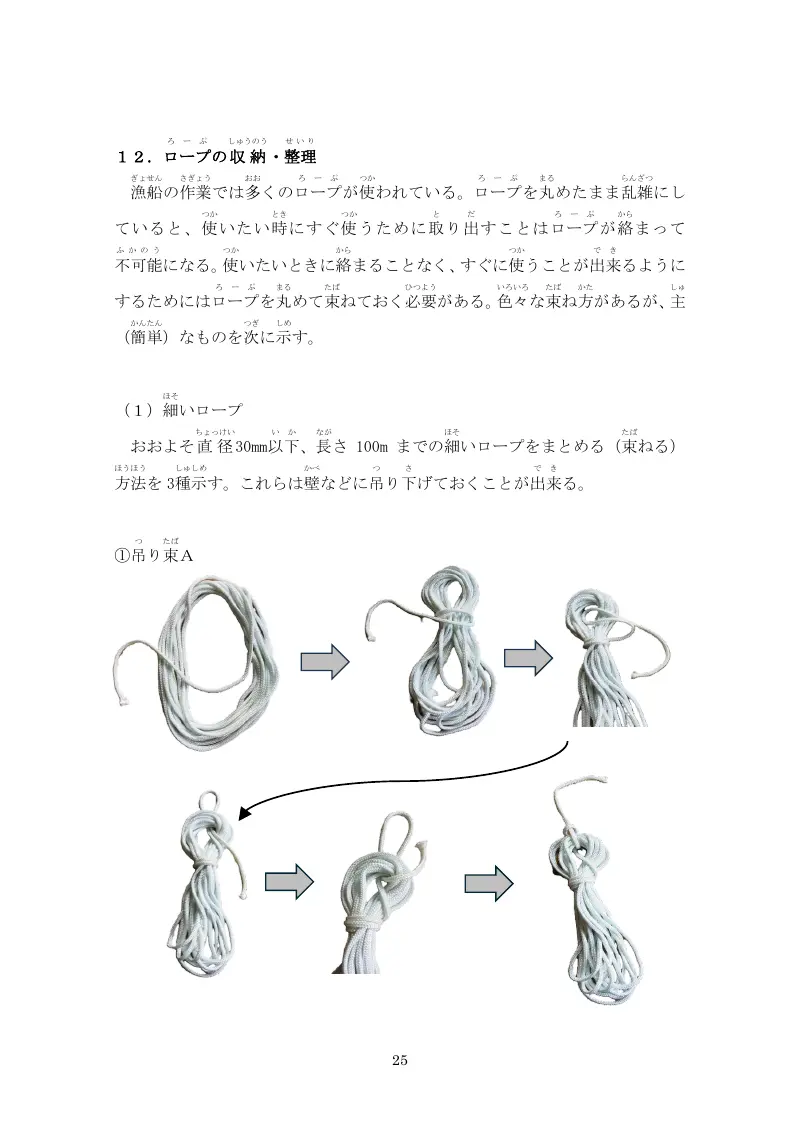 １２．ロープの収納・整理
漁船の作業では多くのロープが使われている。ロープを丸めたまま乱雑にし
ていると、使いたい時にすぐ使うために取り出すことはロープが絡まって
不可能になる。使いたいときに絡まることなく、すぐに使うことが出来るように
するためにはロープを丸めて束ねておく必要がある。色々な束ね方があるが、主
（簡単）なものを次に示す。
（１）細いロープ
おおよそ直径30mm以下、長さ 100m までの細いロープをまとめる（束ねる）
方法を 3種示す。これらは壁などに吊り下げておくことが出来る。
①吊り束Ａ
25